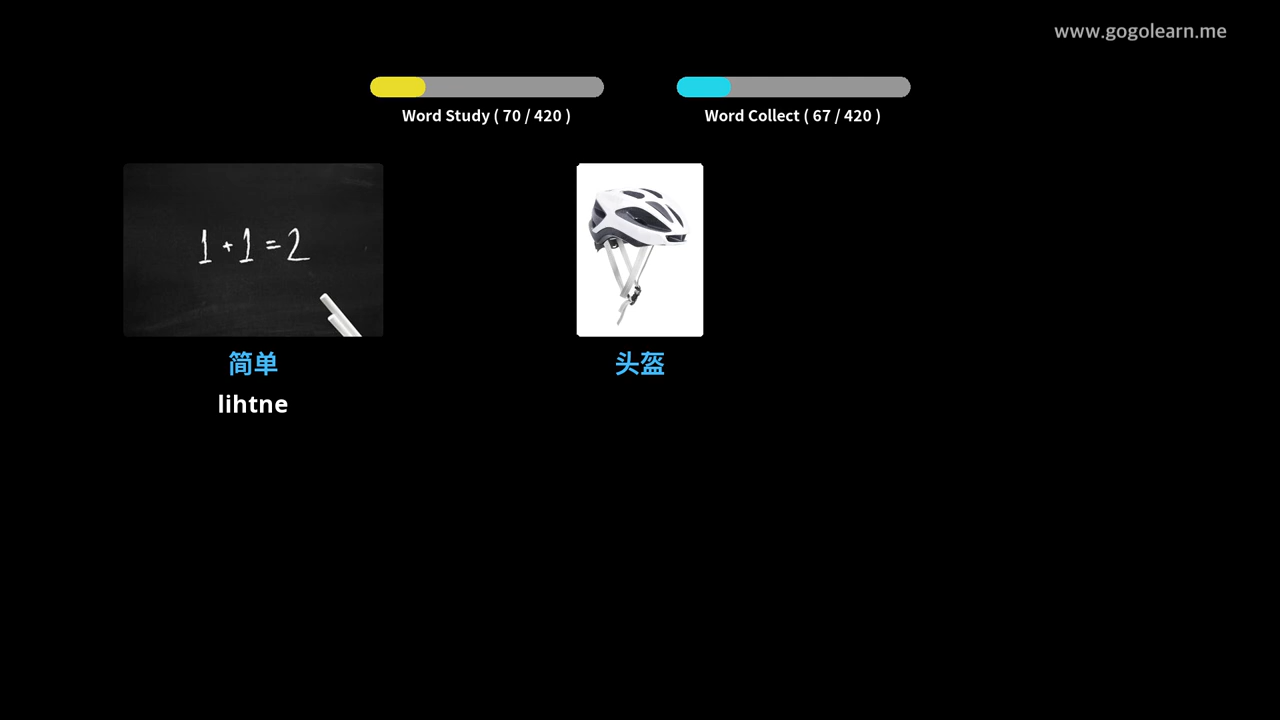 www.gogolearn.me
Word Study ( 70 / 420 )
Word Collect ( 67 / 420 )
1 + 1 = 2
简单
头盔
lihtne